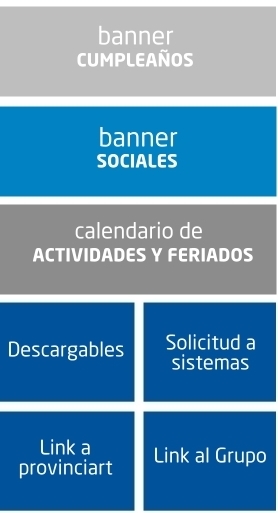 banner
CUMPLEAÑOS
banner
SOCIALES
calendario de
ACTIVIDADES Y FERIADOS
Descargables
Solicitud a
sistemas
Link a
provinciart
Link al Grupo